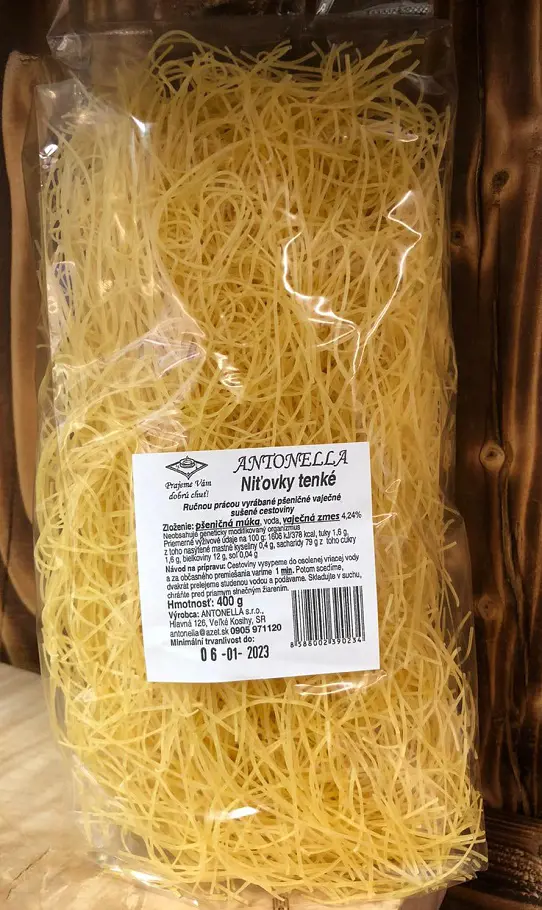 ANTONELLA
Prajeme Vám
dobrú chuť!
Niťovky tenké
Ručnou prácou vyrábané pšeničné vaječné
sušené cestoviny
Zloženie: pšeničná múka, voda, vaječná zmes 4,24%
Neobsahuje geneticky modifikovaný organizmus
Priemerné výživové údaje na 100 g: 1608 kJ/378 kcal, tuky 1,6 g,
z toho nasýtené mastné kyseliny 0,4 g, sacharidy 79 g z toho cukry
1,6 g, bielkoviny 12 g, soľ 0,04 g
Návod na prípravu: Cestoviny vysypeme do osolenej vriacej vody
a za občasného premiešania varíme 1 min. Potom scedíme,
dvakrát prelejeme studenou vodou a podávame. Skladujte v suchu,
chráňte pred priamym slnečným žiarením.
Hmotnosť: 400 g
Výrobca: ANTONELLA s.r.o.,
Hlavná 126, Veľké Kosihy, SR
antonella@azet.sk 0905 971120
Minimálna trvanlivosť do:
06-01-2023
8588002390234